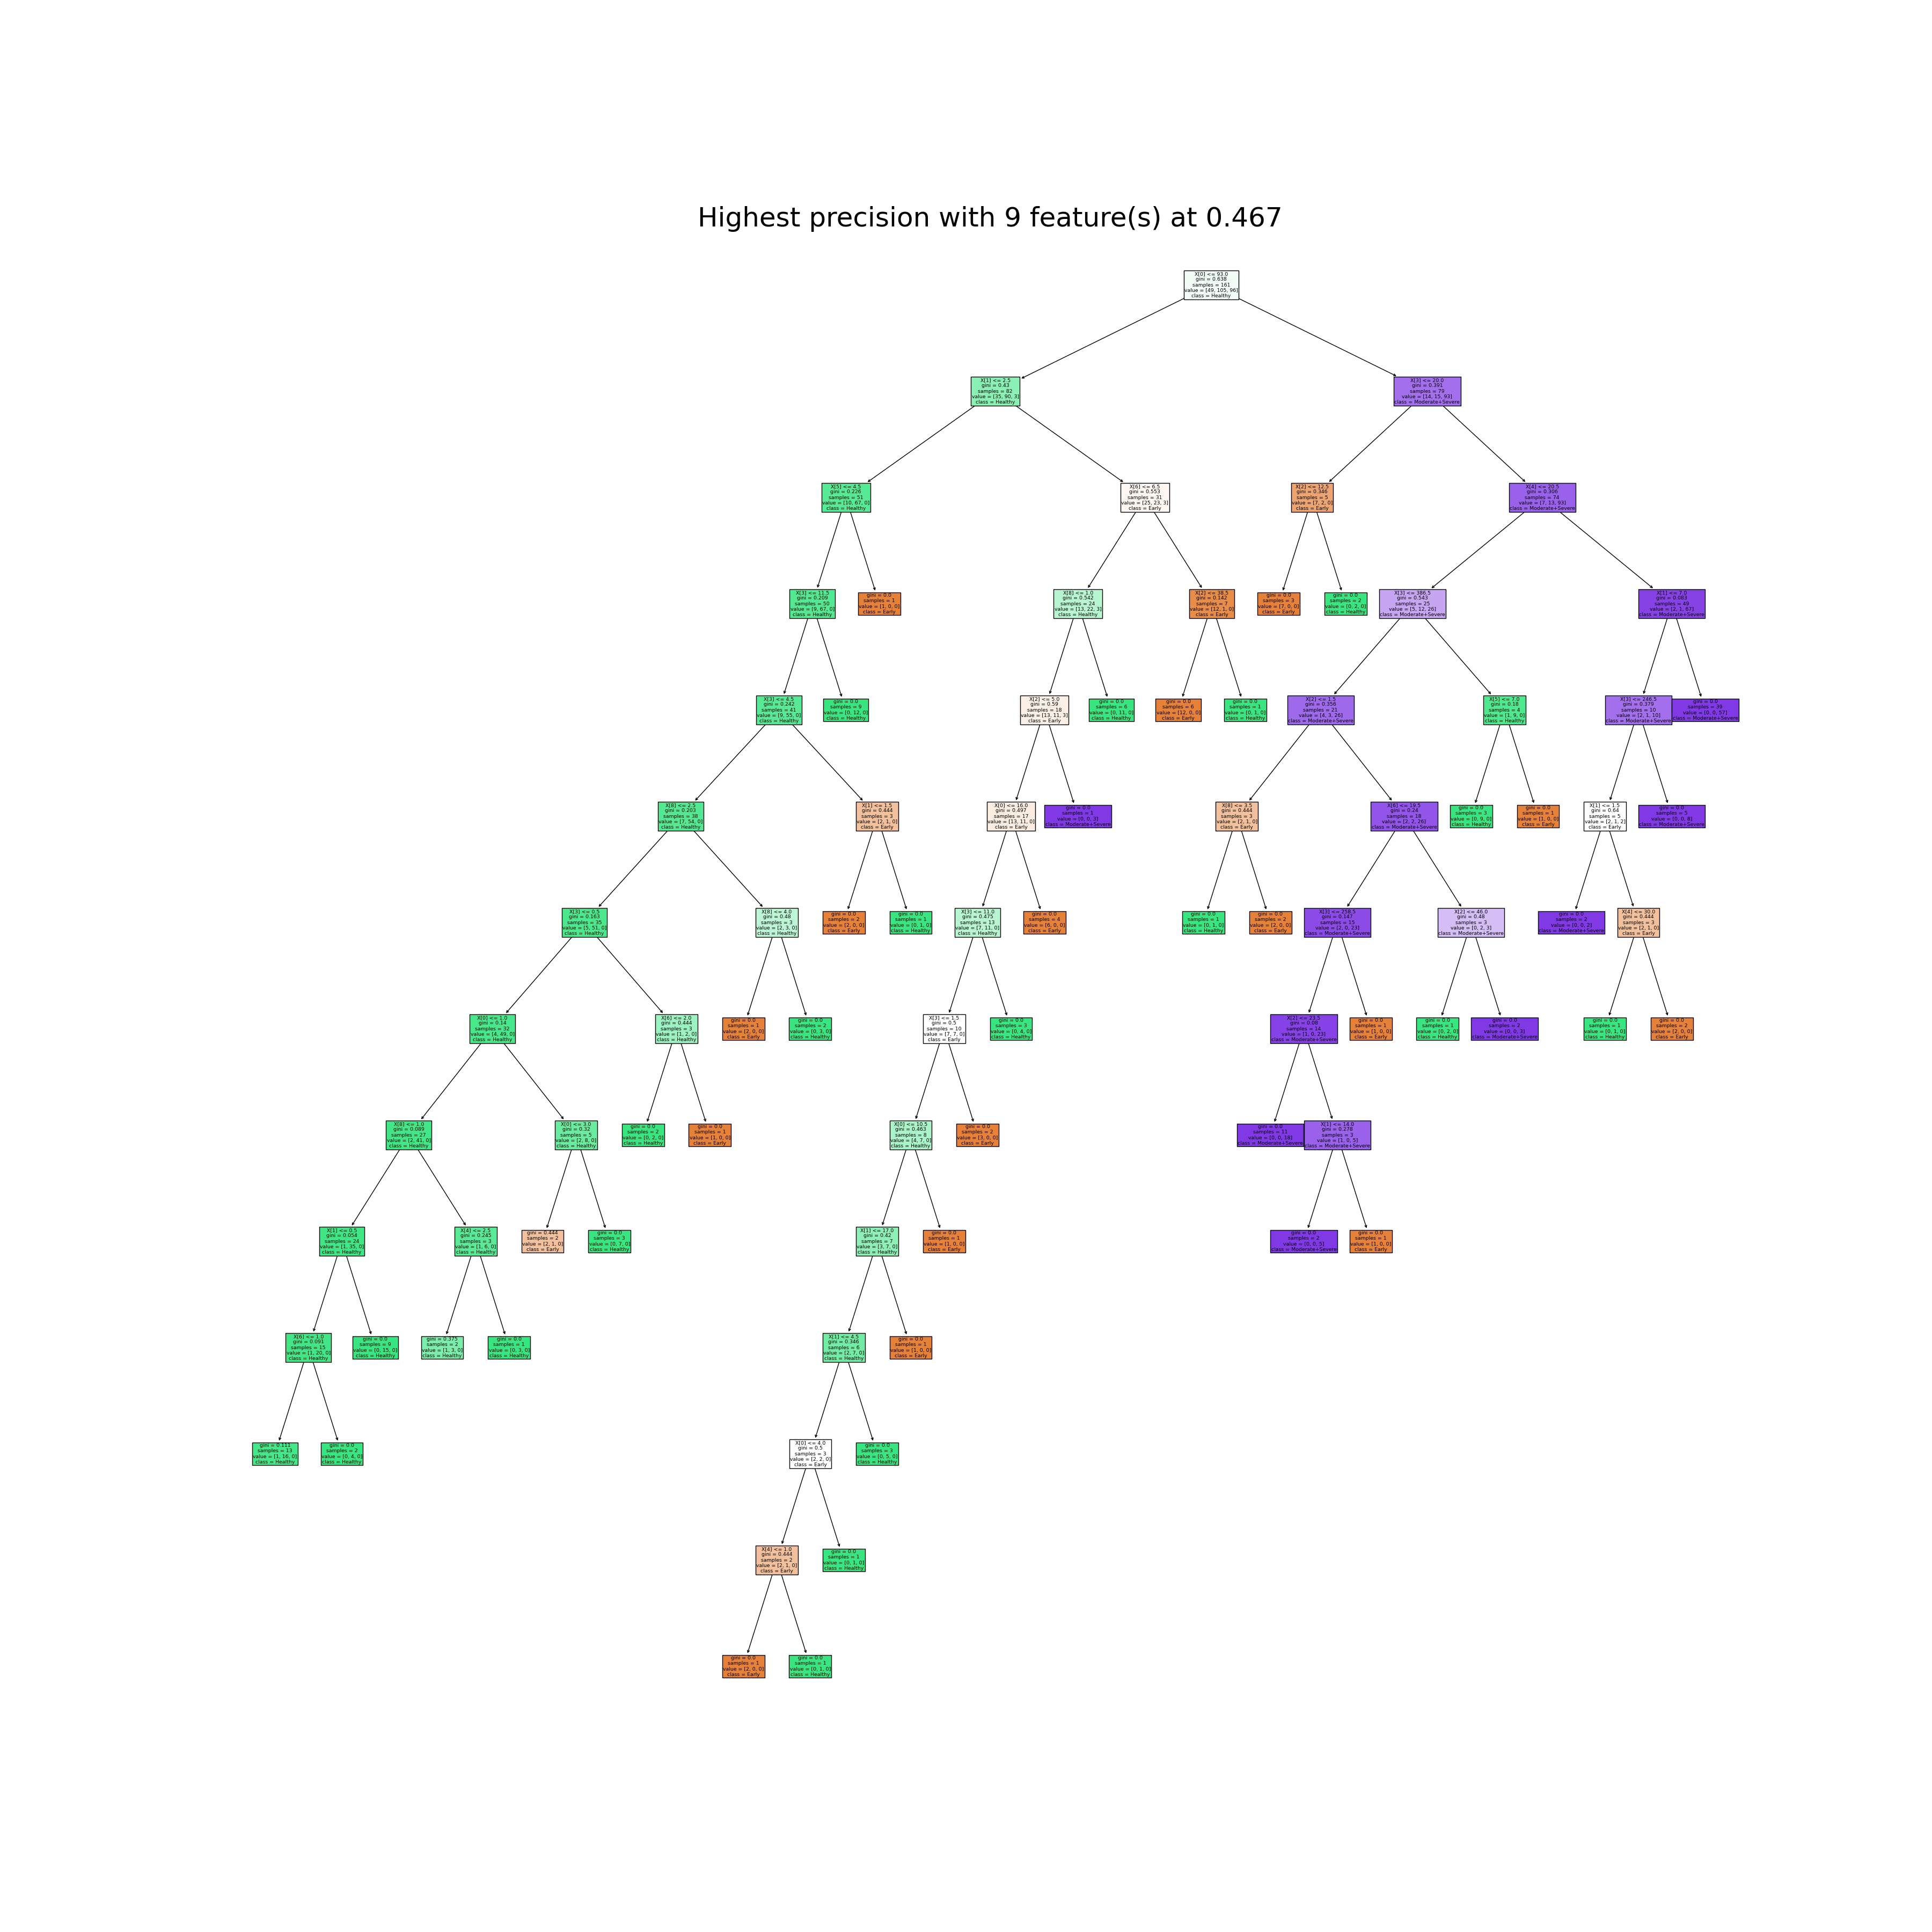 Highest precision with 9 feature(s) at 0.467
X[0] <= 93.0
gini = 0.638
samples = 161
value = [49, 105, 96]
class = Healthy
X[1] <= 2.5
gini = 0.43
samples = 82
value = [35, 90, 3]
class = Healthy
X[3] <= 20.0
gini = 0.391
samples = 79
value = [14, 15, 93]
class = Moderate+Severe
X[5] <= 4.5
gini = 0.226
samples = 51
value = [10, 67, 0]
class = Healthy
X[6] <= 6.5
gini = 0.553
samples = 31
value = [25, 23, 3]
class = Early
X[2] <= 12.5
gini = 0.346
samples = 5
value = [7, 2, 0]
class = Early
X[4] <= 10.5
gini = 0.306
samples = 74
value = [7, 13, 93]
class = Moderate+Severe
X[3] <= 11.5
gini = 0.209
samples = 50
value = [9, 67, 0]
class = Healthy
gini = 0.0
samples = 1
value = [1, 0, 0]
class = Early
X[8] <= 1.0
gini = 0.542
samples = 24
value = [13, 22, 3]
class = Healthy
X[2] <= 38.5
gini = 0.142
samples = 7
value = [12, 1, 0]
class = Early
gini = 0.0
samples = 3
value = [7, 0, 0]
class = Early
gini = 0.0
samples = 2
value = [0, 2, 0]
class = Healthy
X[3] <= 386.5
gini = 0.543
samples = 25
value = [5, 12, 26]
class = Moderate+Severe
X[1] <= 7.0
gini = 0.083
samples = 49
value = [2, 1, 67]
class = Moderate+Severe
X[3] <= 4.5
gini = 0.242
samples = 41
value = [9, 55, 0]
class = Healthy
gini = 0.0
samples = 9
value = [0, 12, 0]
class = Healthy
X[2] <= 5.0
gini = 0.59
samples = 18
value = [13, 11, 3]
class = Early
gini = 0.0
samples = 6
value = [0, 11, 0]
class = Healthy
gini = 0.0
samples = 6
value = [12, 0, 0]
class = Early
gini = 0.0
samples = 1
value = [0, 1, 0]
class = Healthy
X[2] <= 1.5
gini = 0.356
samples = 21
value = [4, 3, 26]
class = Moderate+Severe
X[5] <= 7.0
gini = 0.18
samples = 4
value = [1, 9, 0]
class = Healthy
X[3] <= 246.5
gini = 0.379
samples = 10
value = [2, 1, 10]
class = Moderate+Severe
gini = 0.0
samples = 39
value = [0, 0, 57]
class = Moderate+Severe
X[8] <= 2.5
gini = 0.203
samples = 38
value = [7, 54, 0]
class = Healthy
X[1] <= 1.5
gini = 0.444
samples = 3
value = [2, 1, 0]
class = Early
X[0] <= 16.0
gini = 0.497
samples = 17
value = [13, 11, 0]
class = Early
gini = 0.0
samples = 1
value = [0, 0, 3]
class = Moderate+Severe
X[8] <= 3.5
gini = 0.444
samples = 3
value = [2, 1, 0]
class = Early
X[6] <= 19.5
gini = 0.24
samples = 18
value = [2, 2, 26]
class = Moderate+Severe
gini = 0.0
samples = 3
value = [0, 9, 0]
class = Healthy
gini = 0.0
samples = 1
value = [1, 0, 0]
class = Early
X[1] <= 1.5
gini = 0.64
samples = 5
value = [2, 1, 2]
class = Early
gini = 0.0
samples = 5
value = [0, 0, 8]
class = Moderate+Severe
X[3] <= 0.5
gini = 0.163
samples = 35
value = [5, 51, 0]
class = Healthy
X[8] <= 4.0
gini = 0.48
samples = 3
value = [2, 3, 0]
class = Healthy
gini = 0.0
samples = 2
value = [2, 0, 0]
class = Early
gini = 0.0
samples = 1
value = [0, 1, 0]
class = Healthy
X[3] <= 11.0
gini = 0.475
samples = 13
value = [7, 11, 0]
class = Healthy
gini = 0.0
samples = 4
value = [6, 0, 0]
class = Early
gini = 0.0
samples = 1
value = [0, 1, 0]
class = Healthy
gini = 0.0
samples = 2
value = [2, 0, 0]
class = Early
X[3] <= 258.5
gini = 0.147
samples = 15
value = [2, 0, 23]
class = Moderate+Severe
X[2] <= 46.0
gini = 0.48
samples = 3
value = [0, 2, 3]
class = Moderate+Severe
gini = 0.0
samples = 2
value = [0, 0, 2]
class = Moderate+Severe
X[4] <= 30.0
gini = 0.444
samples = 3
value = [2, 1, 0]
class = Early
X[0] <= 1.0
gini = 0.14
samples = 32
value = [4, 49, 0]
class = Healthy
X[6] <= 2.0
gini = 0.444
samples = 3
value = [1, 2, 0]
class = Healthy
gini = 0.0
samples = 1
value = [2, 0, 0]
class = Early
gini = 0.0
samples = 2
value = [0, 3, 0]
class = Healthy
X[3] <= 1.5
gini = 0.5
samples = 10
value = [7, 7, 0]
class = Early
gini = 0.0
samples = 3
value = [0, 4, 0]
class = Healthy
X[2] <= 23.5
gini = 0.08
samples = 14
value = [1, 0, 23]
class = Moderate+Severe
gini = 0.0
samples = 1
value = [1, 0, 0]
class = Early
gini = 0.0
samples = 1
value = [0, 2, 0]
class = Healthy
gini = 0.0
samples = 2
value = [0, 0, 3]
class = Moderate+Severe
gini = 0.0
samples = 1
value = [0, 1, 0]
class = Healthy
gini = 0.0
samples = 2
value = [2, 0, 0]
class = Early
X[8] <= 1.0
gini = 0.089
samples = 27
value = [2, 41, 0]
class = Healthy
X[0] <= 3.0
gini = 0.32
samples = 5
value = [2, 8, 0]
class = Healthy
gini = 0.0
samples = 2
value = [0, 2, 0]
class = Healthy
gini = 0.0
samples = 1
value = [1, 0, 0]
class = Early
X[0] <= 10.5
gini = 0.463
samples = 8
value = [4, 7, 0]
class = Healthy
gini = 0.0
samples = 2
value = [3, 0, 0]
class = Early
gini = 0.0
samples = 11
value = [0, 0, 18]
class = Moderate+Severe
X[1] <= 14.0
gini = 0.278
samples = 3
value = [1, 0, 5]
class = Moderate+Severe
X[1] <= 0.5
gini = 0.054
samples = 24
value = [1, 35, 0]
class = Healthy
X[4] <= 2.5
gini = 0.245
samples = 3
value = [1, 6, 0]
class = Healthy
gini = 0.444
samples = 2
value = [2, 1, 0]
class = Early
gini = 0.0
samples = 3
value = [0, 7, 0]
class = Healthy
X[1] <= 17.0
gini = 0.42
samples = 7
value = [3, 7, 0]
class = Healthy
gini = 0.0
samples = 1
value = [1, 0, 0]
class = Early
gini = 0.0
samples = 2
value = [0, 0, 5]
class = Moderate+Severe
gini = 0.0
samples = 1
value = [1, 0, 0]
class = Early
X[6] <= 1.0
gini = 0.091
samples = 15
value = [1, 20, 0]
class = Healthy
gini = 0.0
samples = 9
value = [0, 15, 0]
class = Healthy
gini = 0.375
samples = 2
value = [1, 3, 0]
class = Healthy
gini = 0.0
samples = 1
value = [0, 3, 0]
class = Healthy
X[1] <= 4.5
gini = 0.346
samples = 6
value = [2, 7, 0]
class = Healthy
gini = 0.0
samples = 1
value = [1, 0, 0]
class = Early
gini = 0.111
samples = 13
value = [1, 16, 0]
class = Healthy
gini = 0.0
samples = 2
value = [0, 4, 0]
class = Healthy
X[0] <= 4.0
gini = 0.5
samples = 3
value = [2, 2, 0]
class = Early
gini = 0.0
samples = 3
value = [0, 5, 0]
class = Healthy
X[4] <= 1.0
gini = 0.444
samples = 2
value = [2, 1, 0]
class = Early
gini = 0.0
samples = 1
value = [0, 1, 0]
class = Healthy
gini = 0.0
samples = 1
value = [2, 0, 0]
class = Early
gini = 0.0
samples = 1
value = [0, 1, 0]
class = Healthy